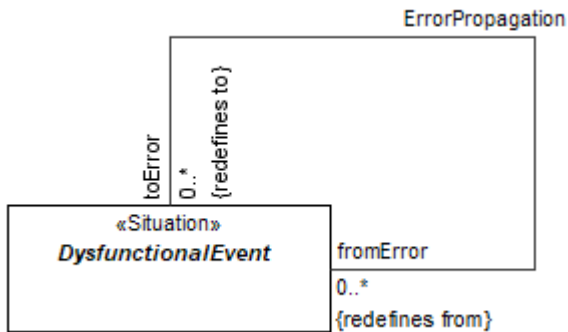 ErrorPropagation
toError
0..*
{redefines to}
«Situation»
DysfunctionalEvent
fromError
0..*
{redefines from}